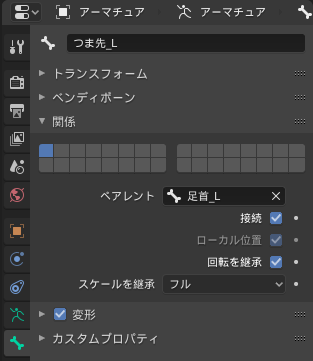 アーマチュア アーマチュア
つま先_L
トランスフォーム
ベンディボーン
関係
ペアレント 足首_L
接続
ローカル位置
回転を継承
スケールを継承 フル
変形
カスタムプロパティ